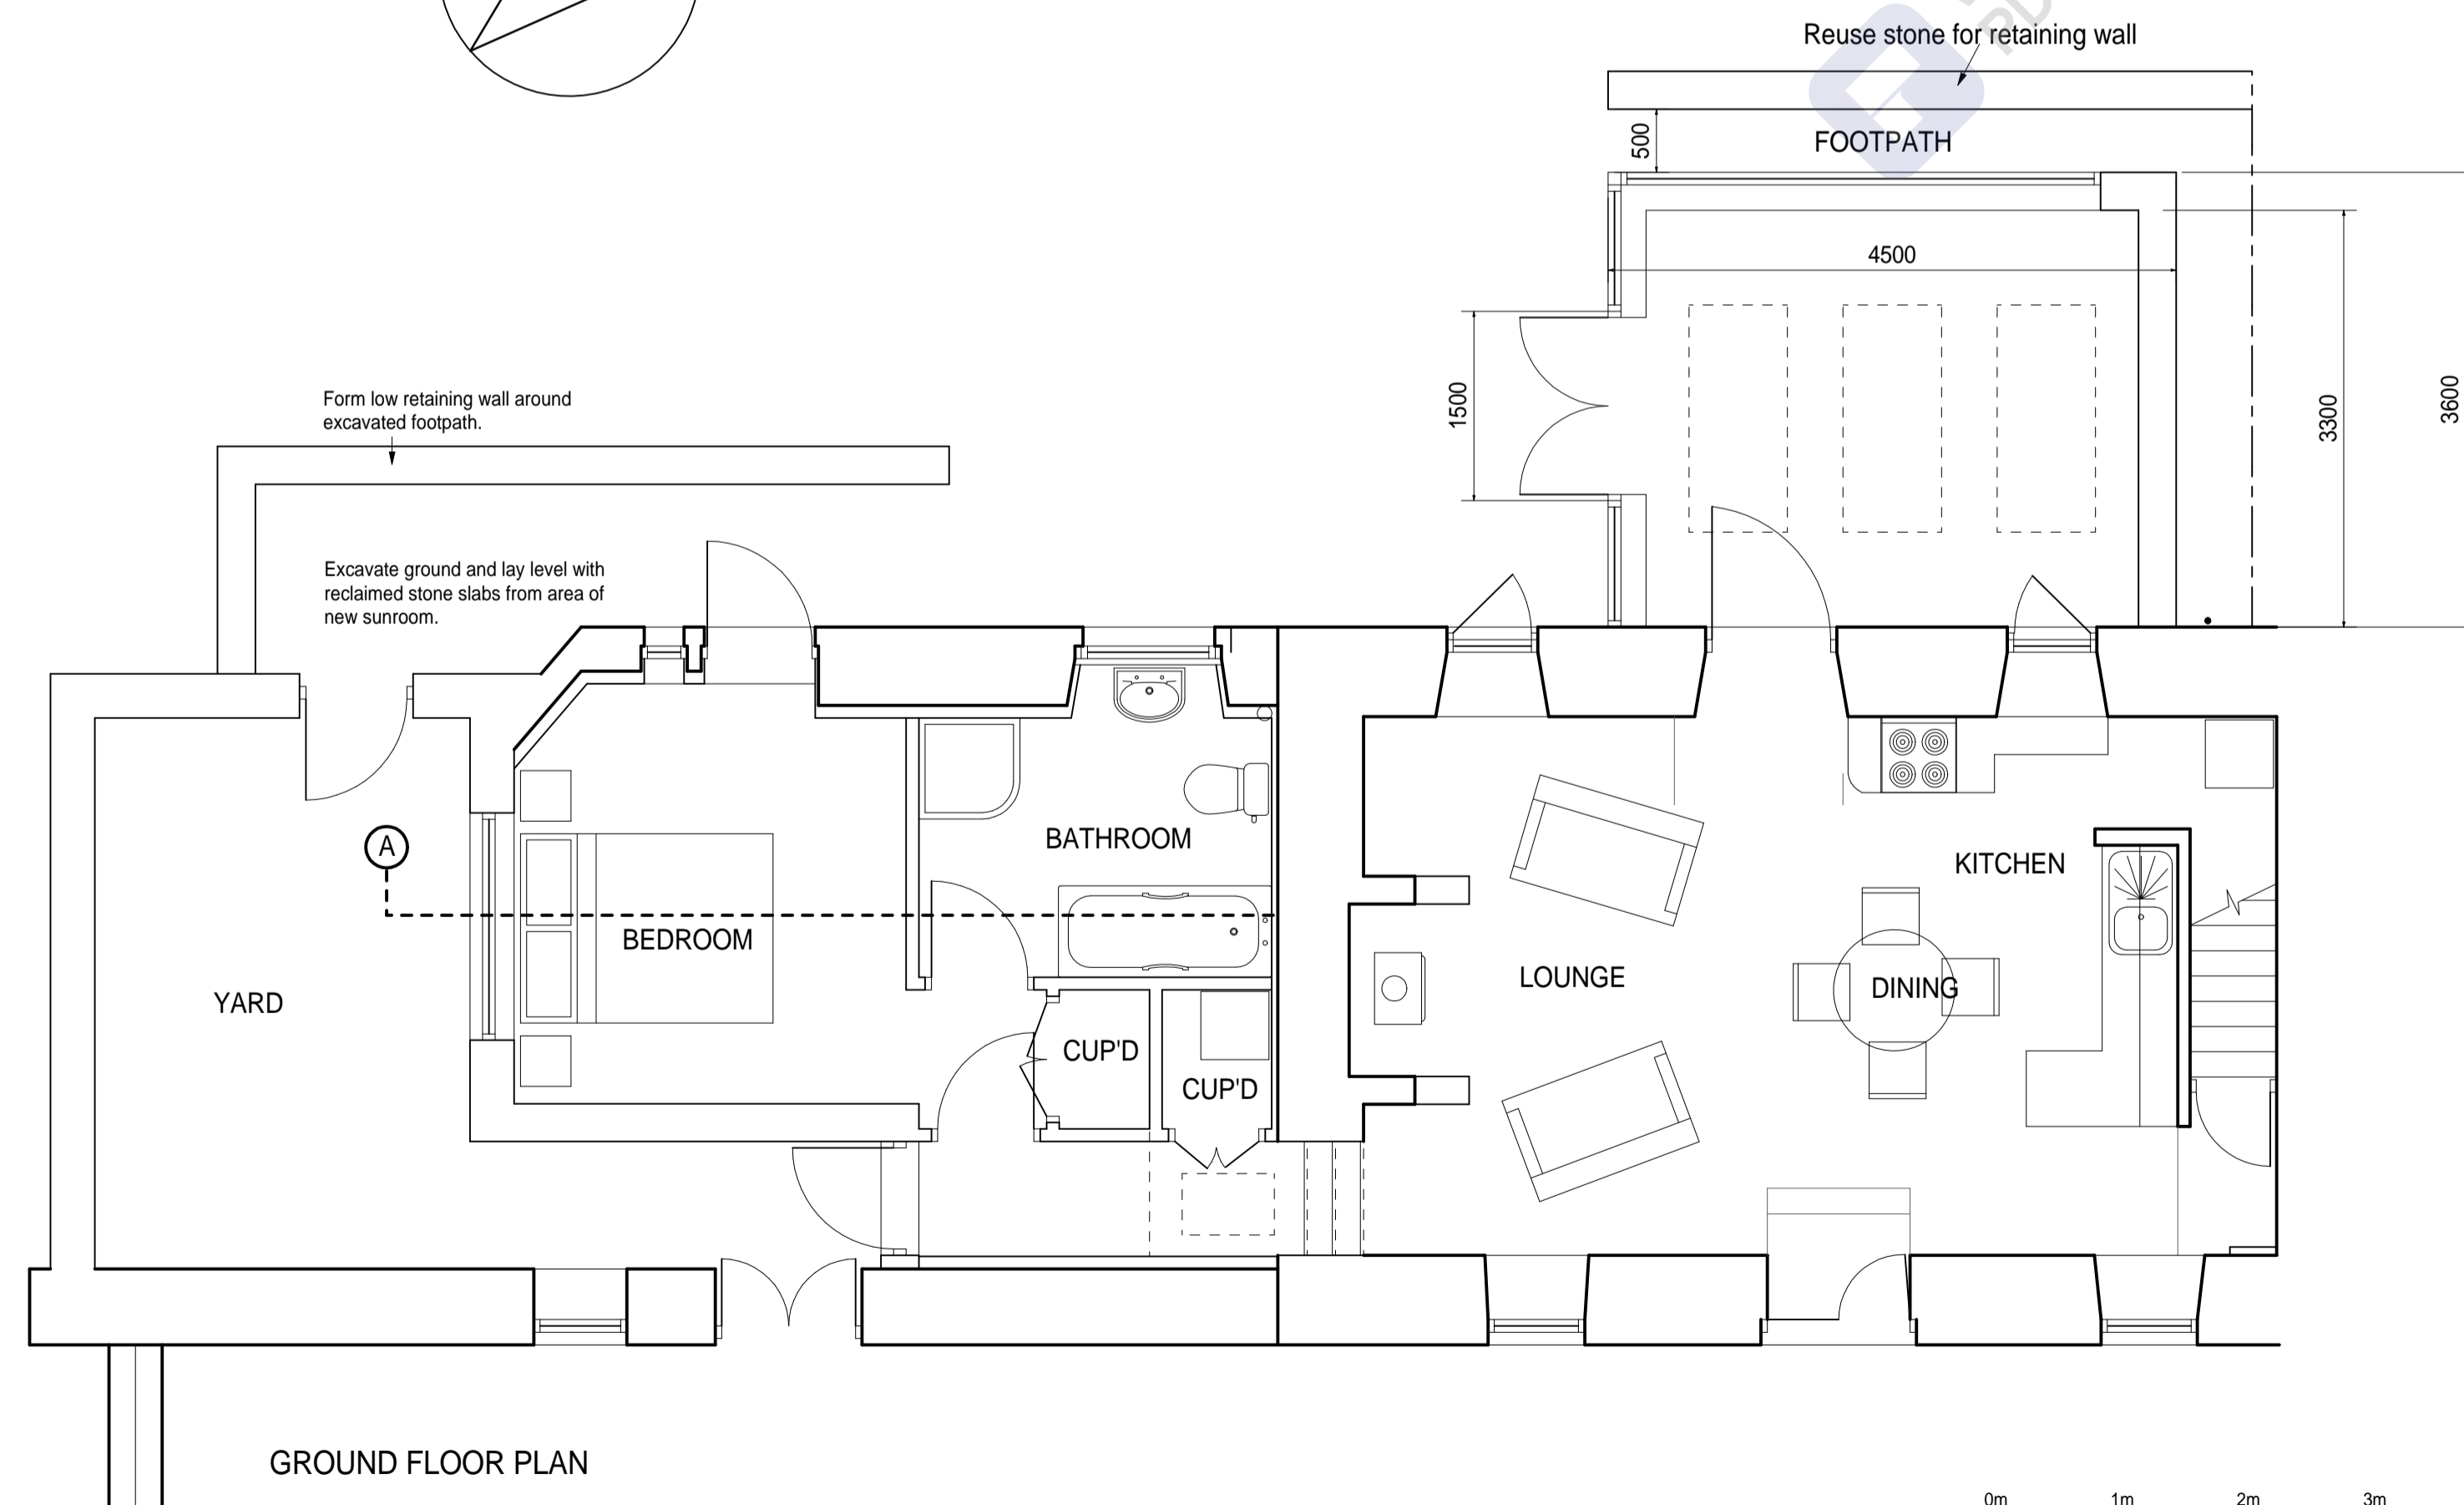 Reuse stone for retaining wall
FOOTPATH
500
4500
1500
3300
3600
Form low retaining wall around
excavated footpath.
Excavate ground and lay level with
reclaimed stone slabs from area of
new sunroom.
A
BATHROOM
BEDROOM
KITCHEN
YARD
LOUNGE
DINING
CUP'D
CUP'D
GROUND FLOOR PLAN
0m 1m 2m 3m